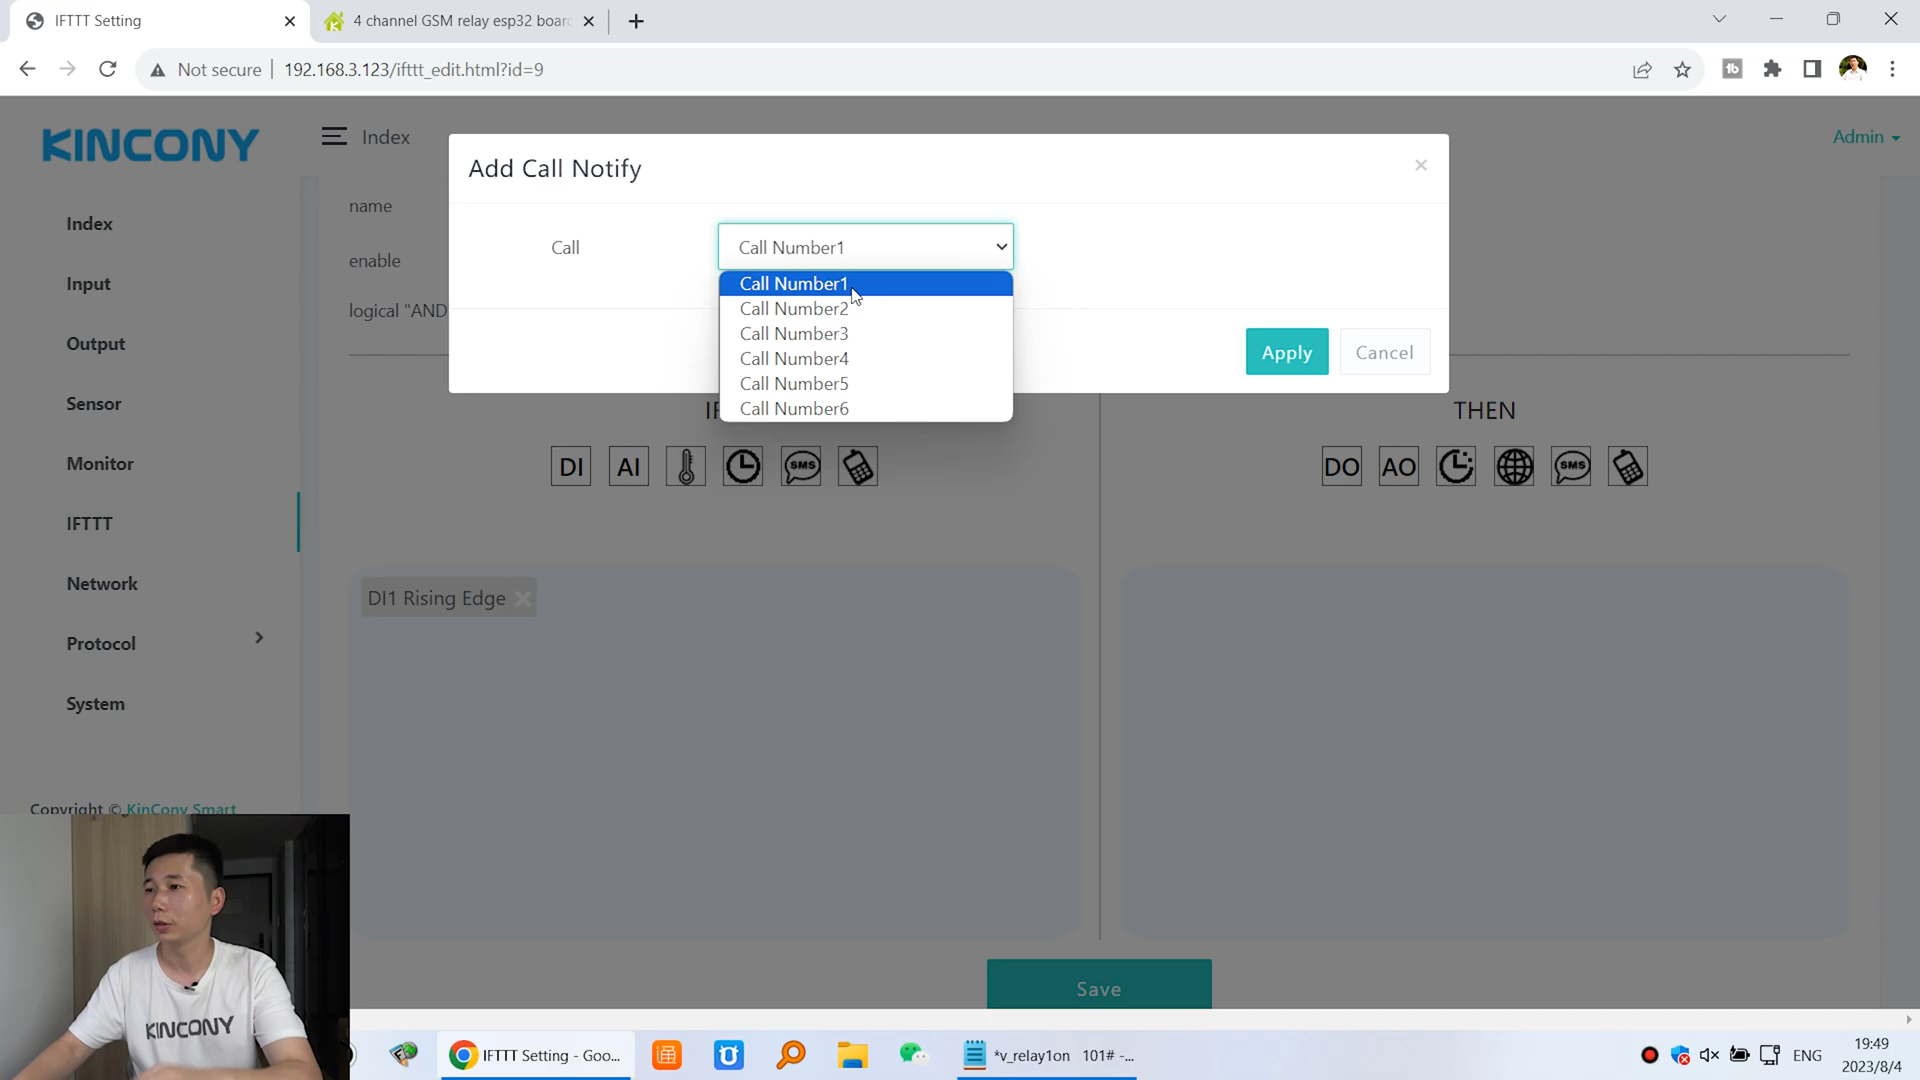 IFTTT Setting
4 channel GSM relay esp32 boar
Not secure
192.168.3.123/ifttt_edit.html?id=9
KINCONY
Index
Admin
Index
Input
Output
Sensor
Monitor
IFTTT
Network
Protocol
System
Copyright © KinCony Smart
name
enable
logical "AND
Add Call Notify
×
Call
Call Number1
Call Number1
Call Number2
Call Number3
Call Number4
Call Number5
Call Number6
Apply
Cancel
THEN
DI
AI
SMS
DO
AO
SMS
DI1 Rising Edge
Save
KINCONY
IFTTT Setting - Goo...
*v_relay1on 101# -...
ENG
19:49
2023/8/4